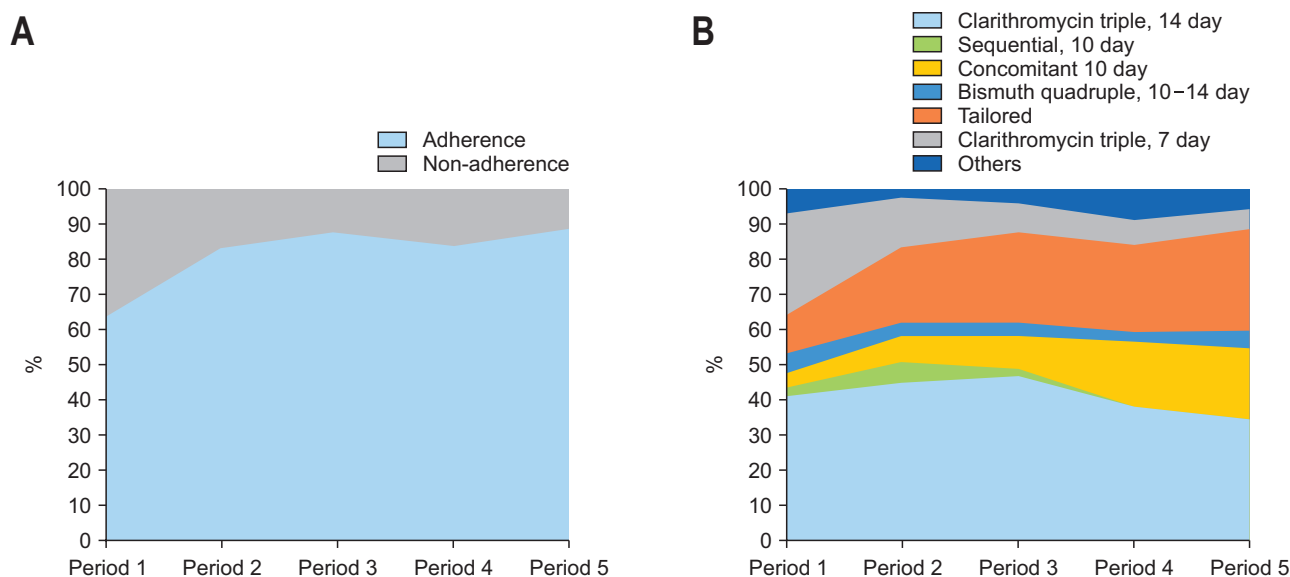 A
Adherence
Non-adherence
100
90
80
70
60
50
40
30
20
10
0
%
Period 1 Period 2 Period 3 Period 4 Period 5
B
Clarithromycin triple, 14 day
Sequential, 10 day
Concomitant 10 day
Bismuth quadruple, 10–14 day
Tailored
Clarithromycin triple, 7 day
Others
100
90
80
70
60
50
40
30
20
10
0
%
Period 1 Period 2 Period 3 Period 4 Period 5